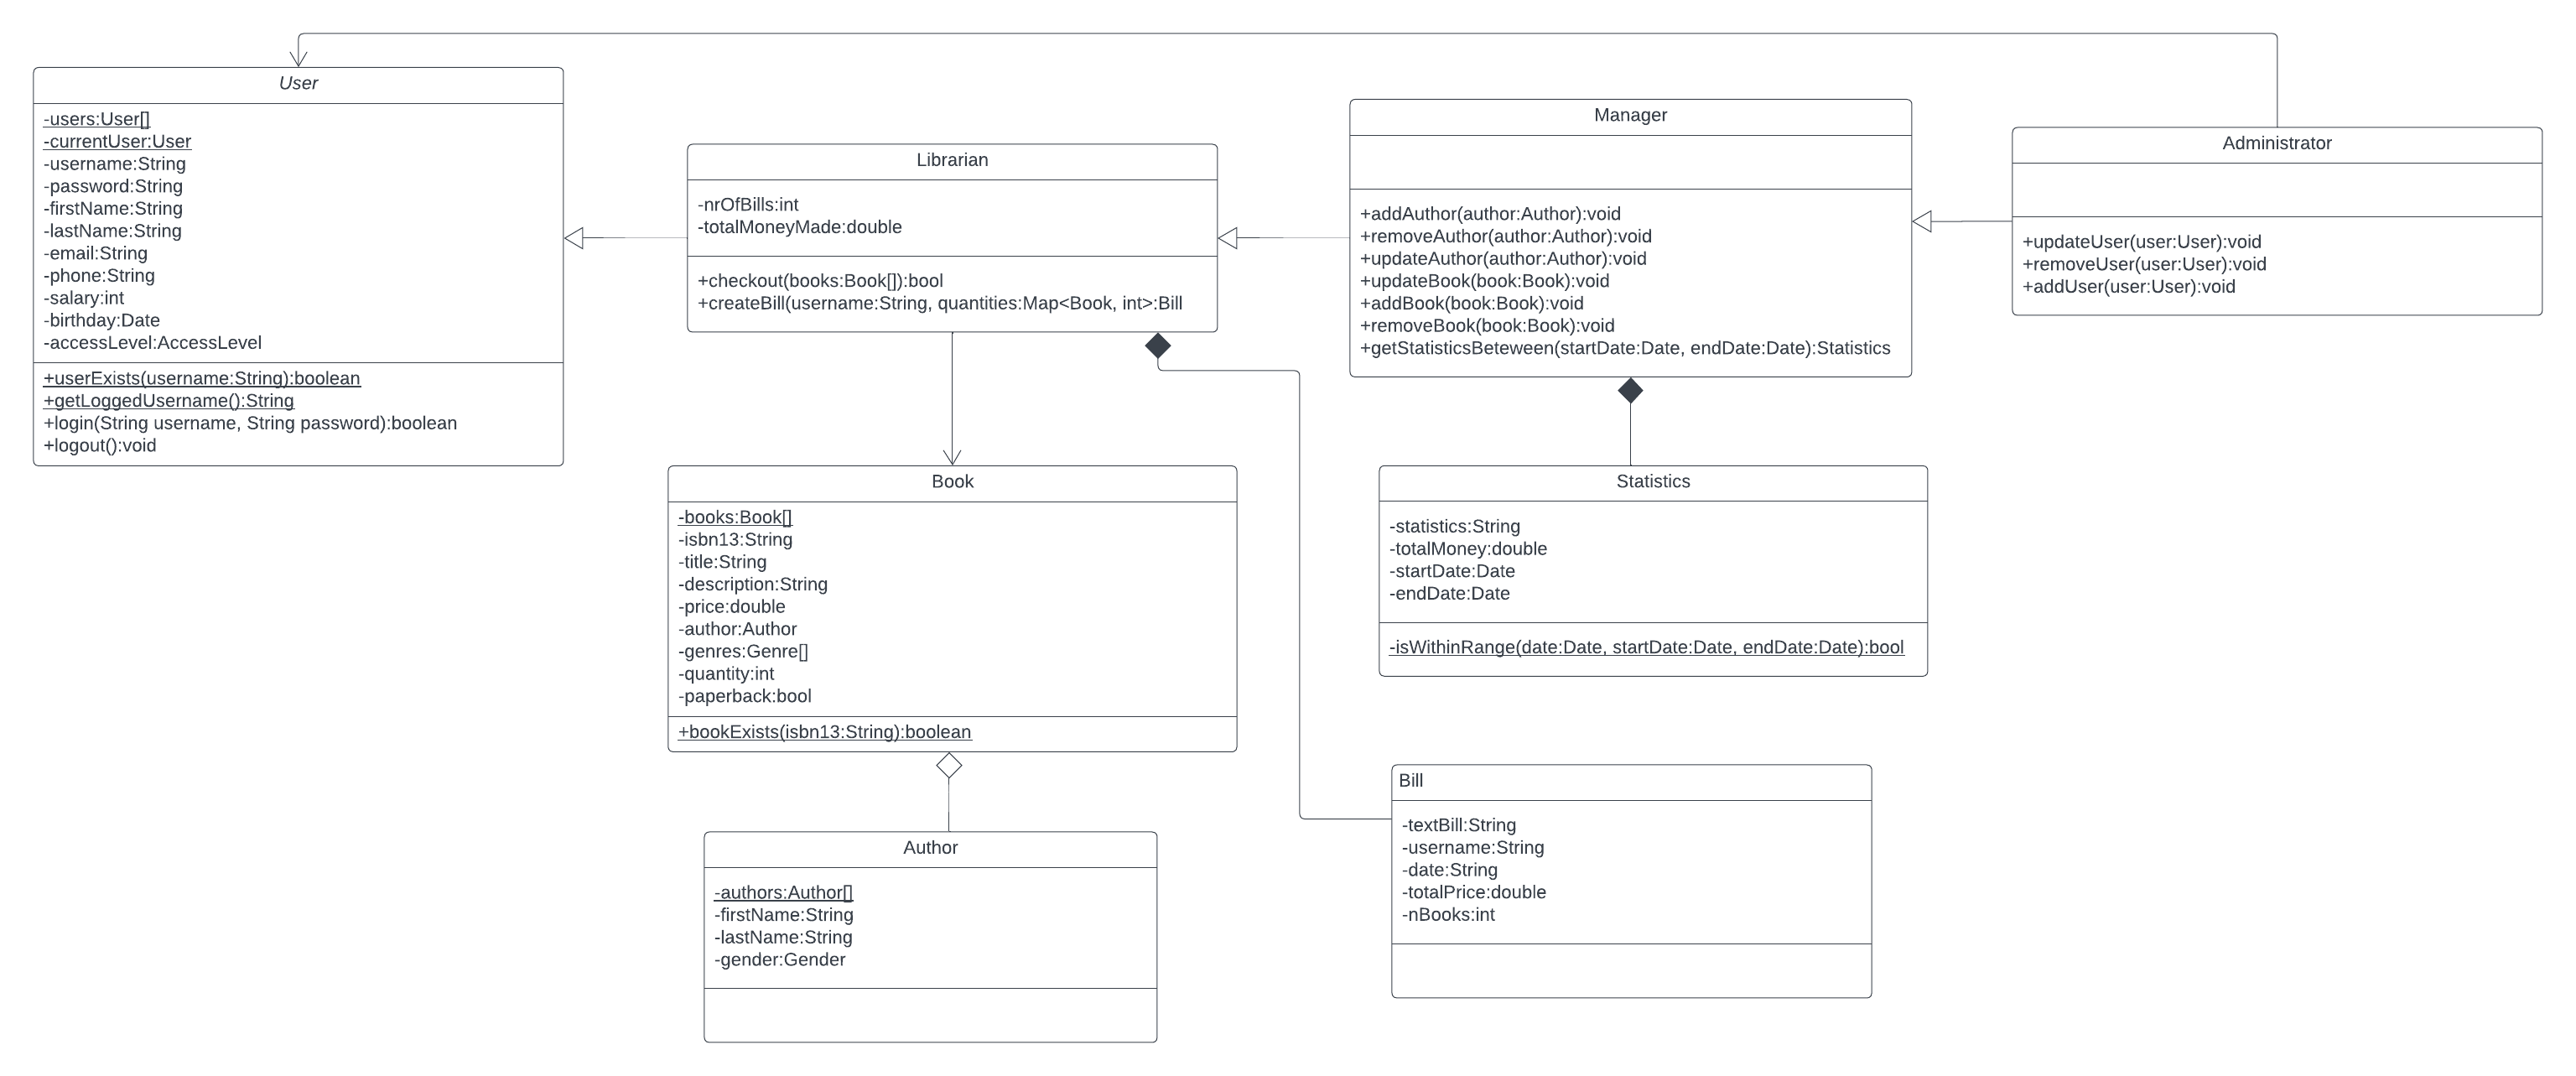 User
-users:User[]
-currentUser:User
-username:String
-password:String
-firstName:String
-lastName:String
-email:String
-phone:String
-salary:int
-birthday:Date
-accessLevel:AccessLevel
+userExists(username:String):boolean
+getLoggedUsername():String
+login(String username, String password):boolean
+logout():void
Librarian
-nrOfBills:int
-totalMoneyMade:double
+checkout(books:Book[]):bool
+createBill(username:String, quantities:Map<Book, int>:Bill
Manager
+addAuthor(author:Author):void
+removeAuthor(author:Author):void
+updateAuthor(author:Author):void
+updateBook(book:Book):void
+addBook(book:Book):void
+removeBook(book:Book):void
+getStatisticsBeteween(startDate:Date, endDate:Date):Statistics
Administrator
+updateUser(user:User):void
+removeUser(user:User):void
+addUser(user:User):void
Book
-books:Book[]
-isbn13:String
-title:String
-description:String
-price:double
-author:Author
-genres:Genre[]
-quantity:int
-paperback:bool
+bookExists(isbn13:String):boolean
Statistics
-statistics:String
-totalMoney:double
-startDate:Date
-endDate:Date
-isWithinRange(date:Date, startDate:Date, endDate:Date):bool
Author
-authors:Author[]
-firstName:String
-lastName:String
-gender:Gender
Bill
-textBill:String
-username:String
-date:String
-totalPrice:double
-nBooks:int